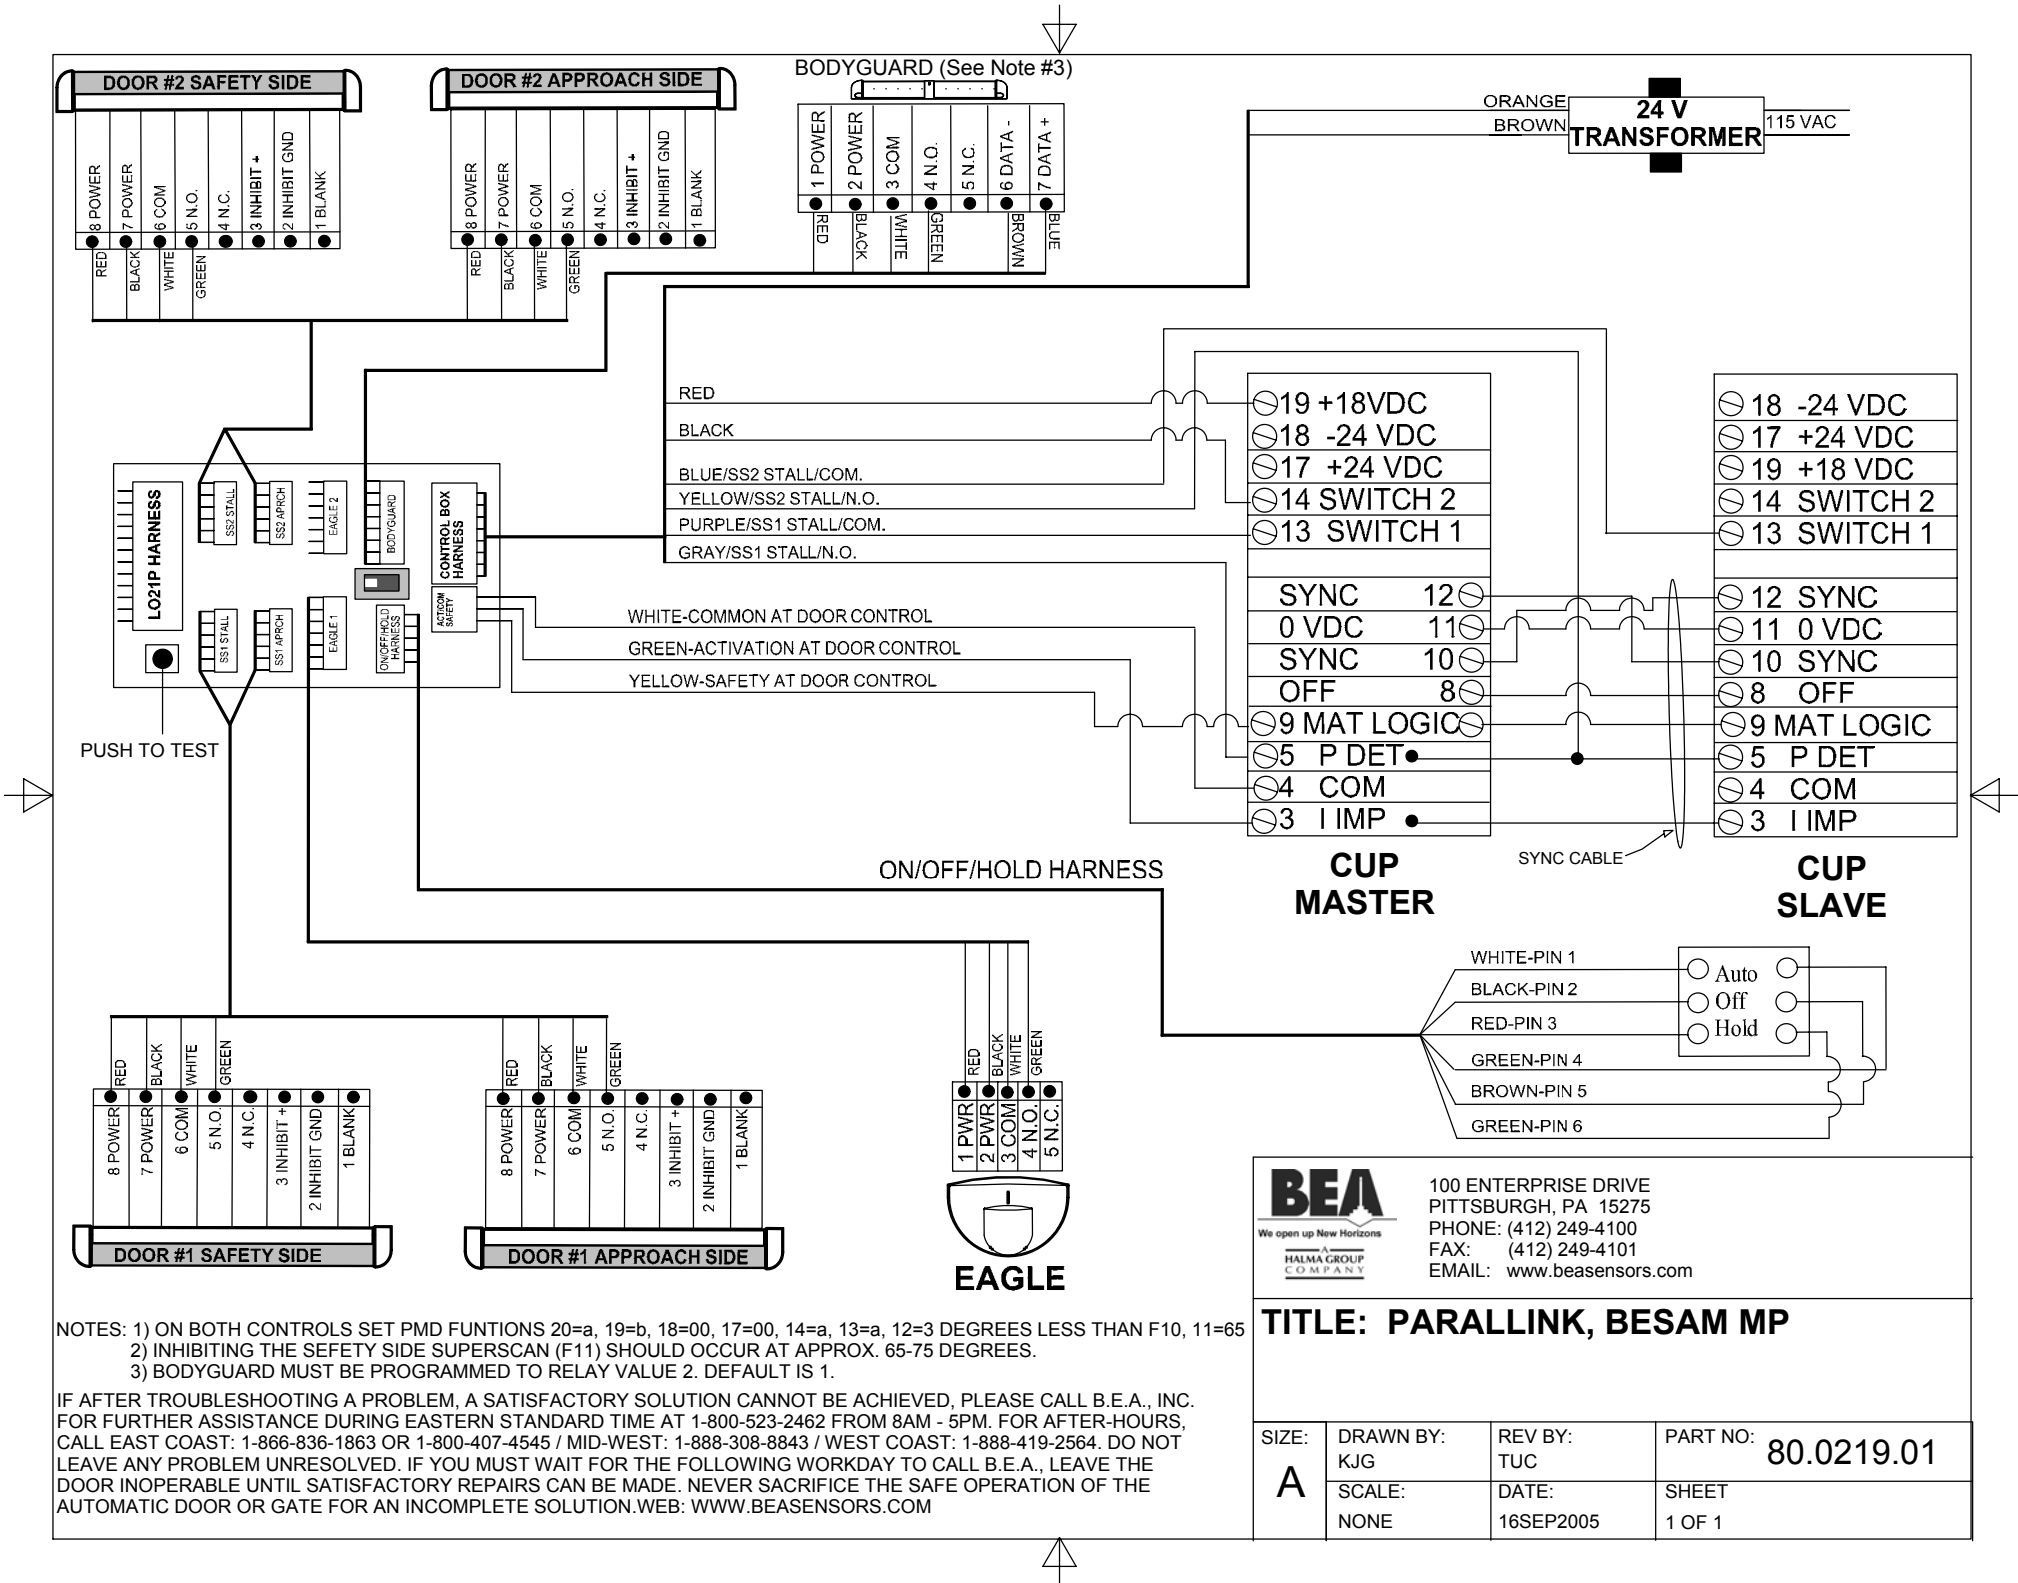 DOOR #2 SAFETY SIDE
8 POWER
7 POWER
6 COM
5 N.O.
4 N.C.
3 INHIBIT +
2 INHIBIT GND
1 BLANK
RED
BLACK
WHITE
GREEN
DOOR #2 APPROACH SIDE
8 POWER
7 POWER
6 COM
5 N.O.
4 N.C.
3 INHIBIT +
2 INHIBIT GND
1 BLANK
RED
BLACK
WHITE
GREEN
BODYGUARD (See Note #3)
1 POWER
2 POWER
3 COM
4 N.O.
5 N.C.
6 DATA -
7 DATA +
RED
BLACK
WHITE
GREEN
BROWN
BLUE
ORANGE
BROWN
24 V
TRANSFORMER
115 VAC
RED
BLACK
BLUE/SS2 STALL/COM.
YELLOW/SS2 STALL/N.O.
PURPLE/SS1 STALL/COM.
GRAY/SS1 STALL/N.O.
WHITE-COMMON AT DOOR CONTROL
GREEN-ACTIVATION AT DOOR CONTROL
YELLOW-SAFETY AT DOOR CONTROL
LO21P HARNESS
SS2 STALL
SS2 APRCH
EAGLE 2
BODYGUARD
CONTROL BOX
HARNESS
SS1 STALL
SS1 APRCH
EAGLE 1
ON/OFF/HOLD
HARNESS
ACT/COM
SAFETY
PUSH TO TEST
19 +18VDC
18 -24 VDC
17 +24 VDC
14 SWITCH 2
13 SWITCH 1
SYNC 12
0 VDC 11
SYNC 10
OFF 8
9 MAT LOGIC
5 P DET
4 COM
3 I IMP
CUP
MASTER
18 -24 VDC
17 +24 VDC
19 +18 VDC
14 SWITCH 2
13 SWITCH 1
12 SYNC
11 0 VDC
10 SYNC
8 OFF
9 MAT LOGIC
5 P DET
4 COM
3 I IMP
CUP
SLAVE
SYNC CABLE
ON/OFF/HOLD HARNESS
WHITE-PIN 1
BLACK-PIN 2
RED-PIN 3
GREEN-PIN 4
BROWN-PIN 5
GREEN-PIN 6
Auto
Off
Hold
RED
BLACK
WHITE
GREEN
8 POWER
7 POWER
6 COM
5 N.O.
4 N.C.
3 INHIBIT +
2 INHIBIT GND
1 BLANK
DOOR #1 SAFETY SIDE
RED
BLACK
WHITE
GREEN
8 POWER
7 POWER
6 COM
5 N.O.
4 N.C.
3 INHIBIT +
2 INHIBIT GND
1 BLANK
DOOR #1 APPROACH SIDE
RED
BLACK
WHITE
GREEN
1 PWR
2 PWR
3 COM
4 N.O.
5 N.C.
EAGLE
NOTES: 1) ON BOTH CONTROLS SET PMD FUNTIONS 20=a, 19=b, 18=00, 17=00, 14=a, 13=a, 12=3 DEGREES LESS THAN F10, 11=65
2) INHIBITING THE SEFETY SIDE SUPERSCAN (F11) SHOULD OCCUR AT APPROX. 65-75 DEGREES.
3) BODYGUARD MUST BE PROGRAMMED TO RELAY VALUE 2. DEFAULT IS 1.
IF AFTER TROUBLESHOOTING A PROBLEM, A SATISFACTORY SOLUTION CANNOT BE ACHIEVED, PLEASE CALL B.E.A., INC.
FOR FURTHER ASSISTANCE DURING EASTERN STANDARD TIME AT 1-800-523-2462 FROM 8AM - 5PM. FOR AFTER-HOURS,
CALL EAST COAST: 1-866-836-1863 OR 1-800-407-4545 / MID-WEST: 1-888-308-8843 / WEST COAST: 1-888-419-2564. DO NOT
LEAVE ANY PROBLEM UNRESOLVED. IF YOU MUST WAIT FOR THE FOLLOWING WORKDAY TO CALL B.E.A., LEAVE THE
DOOR INOPERABLE UNTIL SATISFACTORY REPAIRS CAN BE MADE. NEVER SACRIFICE THE SAFE OPERATION OF THE
AUTOMATIC DOOR OR GATE FOR AN INCOMPLETE SOLUTION.WEB: WWW.BEASENSORS.COM
BEA
We open up New Horizons
A
HALMA GROUP
COMPANY
100 ENTERPRISE DRIVE
PITTSBURGH, PA 15275
PHONE: (412) 249-4100
FAX: (412) 249-4101
EMAIL: www.beasensors.com
TITLE: PARALLINK, BESAM MP
SIZE:
A
DRAWN BY:
KJG
REV BY:
TUC
PART NO: 80.0219.01
SCALE:
NONE
DATE:
16SEP2005
SHEET
1 OF 1